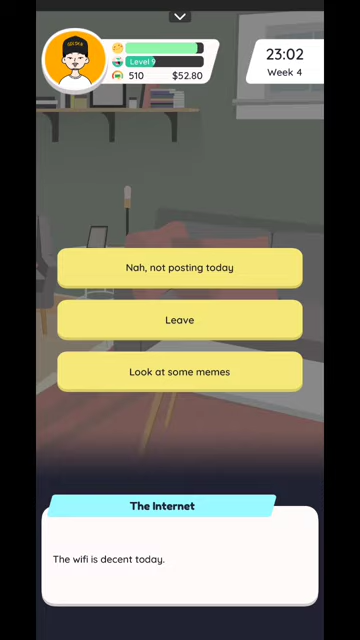 GOLDEN
Level 9
510 $52.80
23:02
Week 4
Nah, not posting today
Leave
Look at some memes
The Internet
The wifi is decent today.